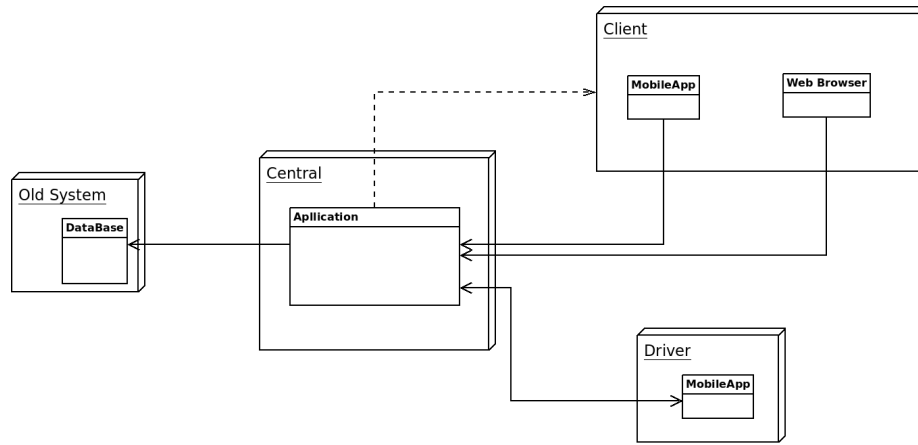 Client
MobileApp
Web Browser
Central
Apllication
Old System
DataBase
Driver
MobileApp